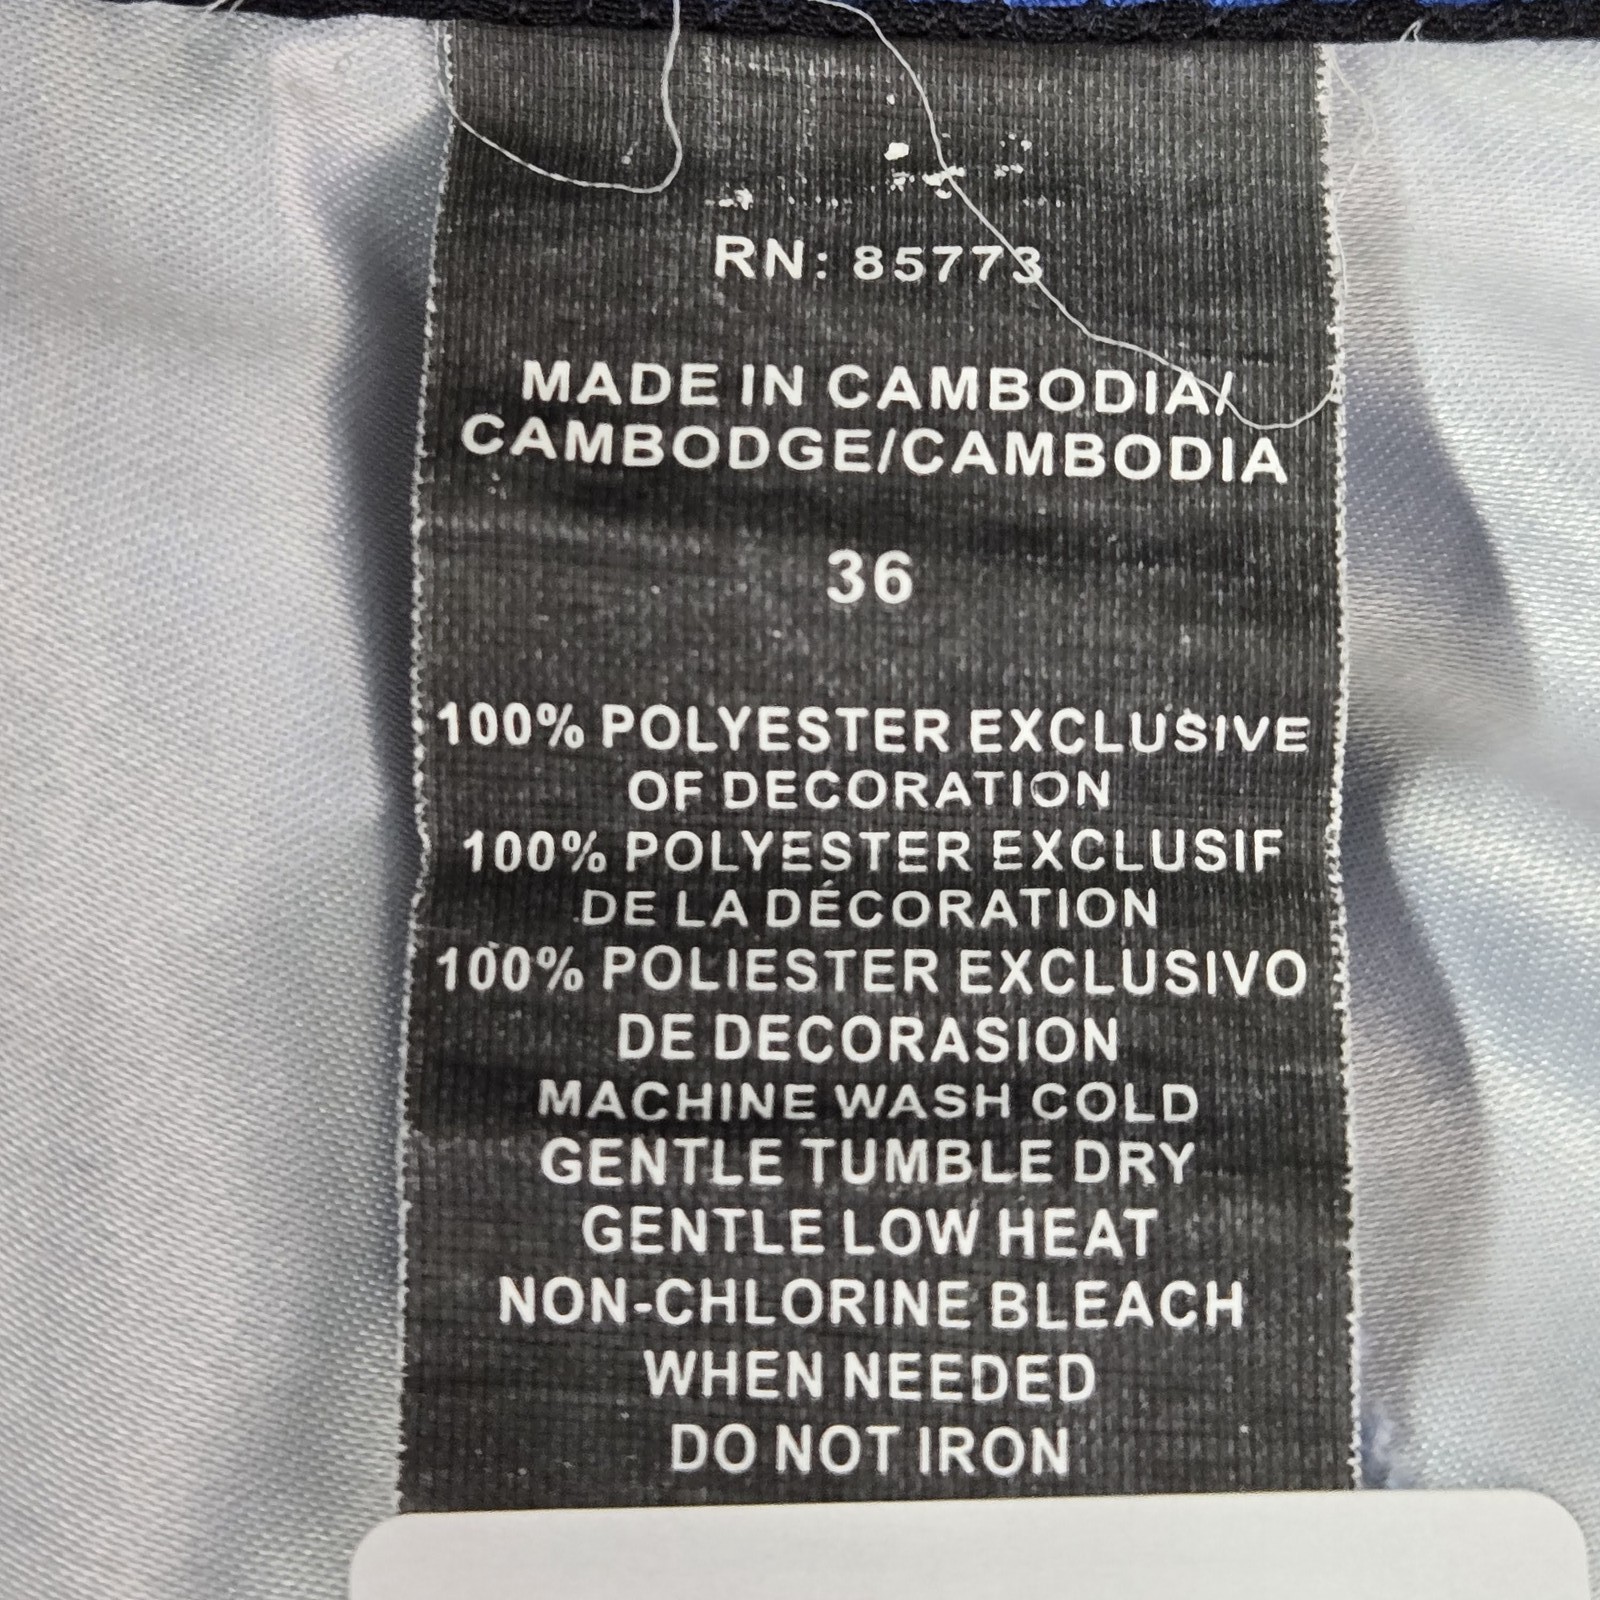 RN: 85773
MADE IN CAMBODIA/
CAMBODGE/CAMBODIA
36
100% POLYESTER EXCLUSIVE
OF DECORATION
100% POLYESTER EXCLUSIF
DE LA DÉCORATION
100% POLIESTER EXCLUSIVO
DE DECORASION
MACHINE WASH COLD
GENTLE TUMBLE DRY
GENTLE LOW HEAT
NON-CHLORINE BLEACH
WHEN NEEDED
DO NOT IRON